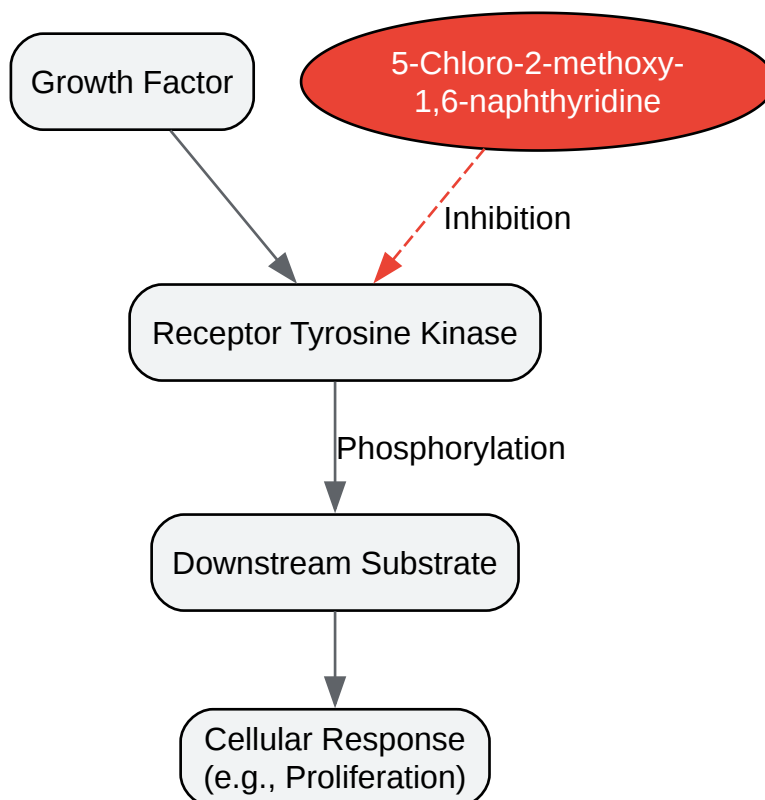 Growth Factor
5-Chloro-2-methoxy-
1,6-naphthyridine
Inhibition
Receptor Tyrosine Kinase
Phosphorylation
Downstream Substrate
Cellular Response
(e.g., Proliferation)